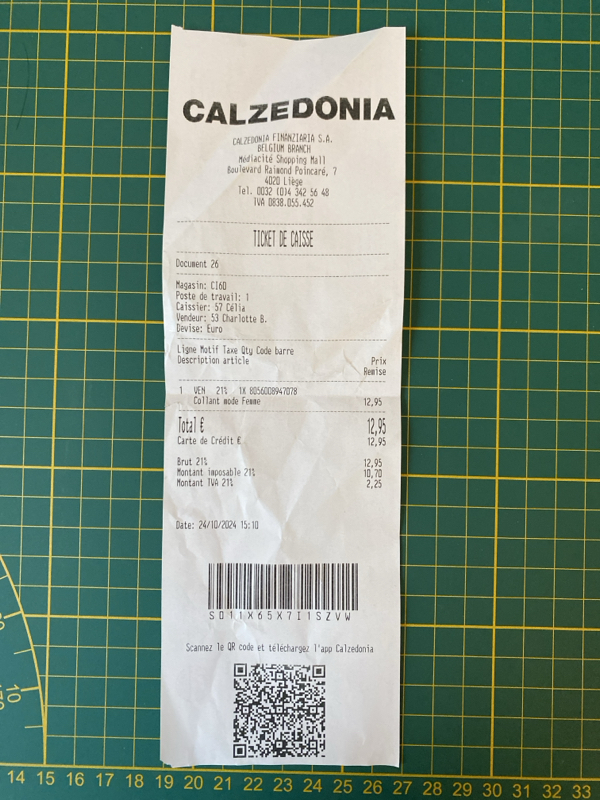 CALZEDONIA
CALZEDONIA FINANZIARIA S.A.
BELGIUM BRANCH
Médiacité Shopping Mall
Boulevard Raimond Poincaré, 7
4020 Liège
Tel. 0032 (0)4 342 56 48
IVA 0838.055.452
TICKET DE CAISSE
Document 26
Magasin: CI60
Poste de travail: 1
Caissier: 57 Célia
Vendeur: 53 Charlotte B.
Devise: Euro
Ligne Motif Taxe Qty Code barre
Description article Prix
Remise
1 VEN 21% 1X 8056008947078
Collant mode Femme 12,95
Total € 12,95
Carte de Crédit € 12,95
Brut 21% 12,95
Montant imposable 21% 10,70
Montant IVA 21% 2,25
Date: 24/10/2024 15:10
S011X65X7I1SZVW
Scannez le QR code et téléchargez l'app Calzedonia
10
14 15 16 17 18 19 20 21 22 23 24 25 26 27 28 29 30 31 32 33